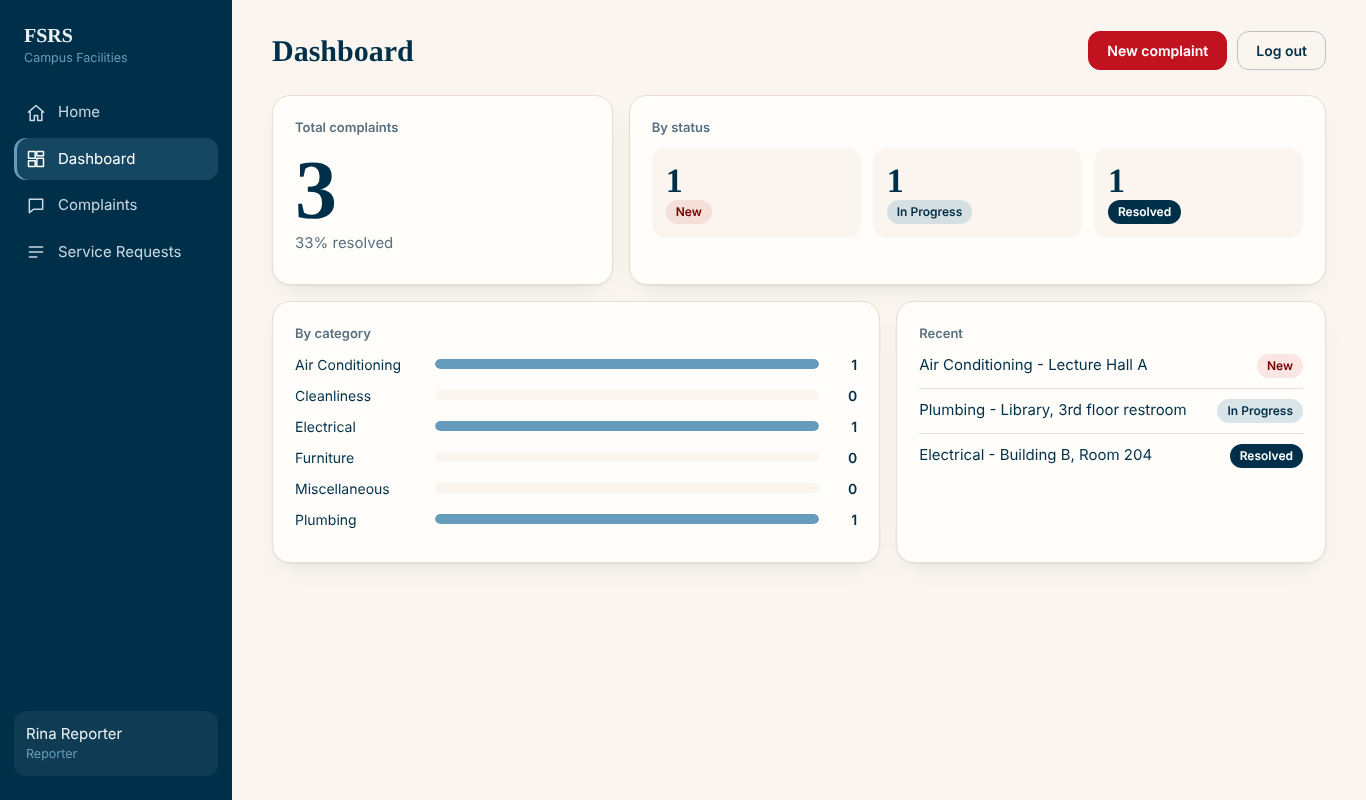 FSRS
Campus Facilities
Home
Dashboard
Complaints
Service Requests
Rina Reporter
Reporter
Dashboard
New complaint
Log out
Total complaints
3
33% resolved
By status
1
New
1
In Progress
1
Resolved
By category
Air Conditioning 1
Cleanliness 0
Electrical 1
Furniture 0
Miscellaneous 0
Plumbing 1
Recent
Air Conditioning - Lecture Hall A New
Plumbing - Library, 3rd floor restroom In Progress
Electrical - Building B, Room 204 Resolved